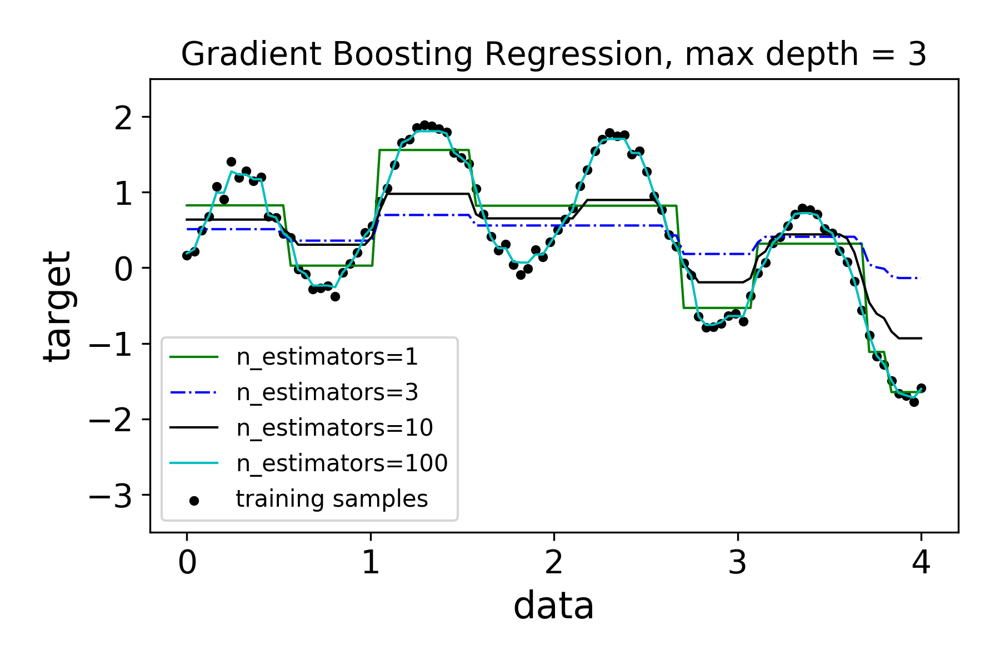 Gradient Boosting Regression, max depth = 3
target
2
1
0
−1
−2
−3
n_estimators=1
n_estimators=3
n_estimators=10
n_estimators=100
training samples
0 1 2 3 4
data